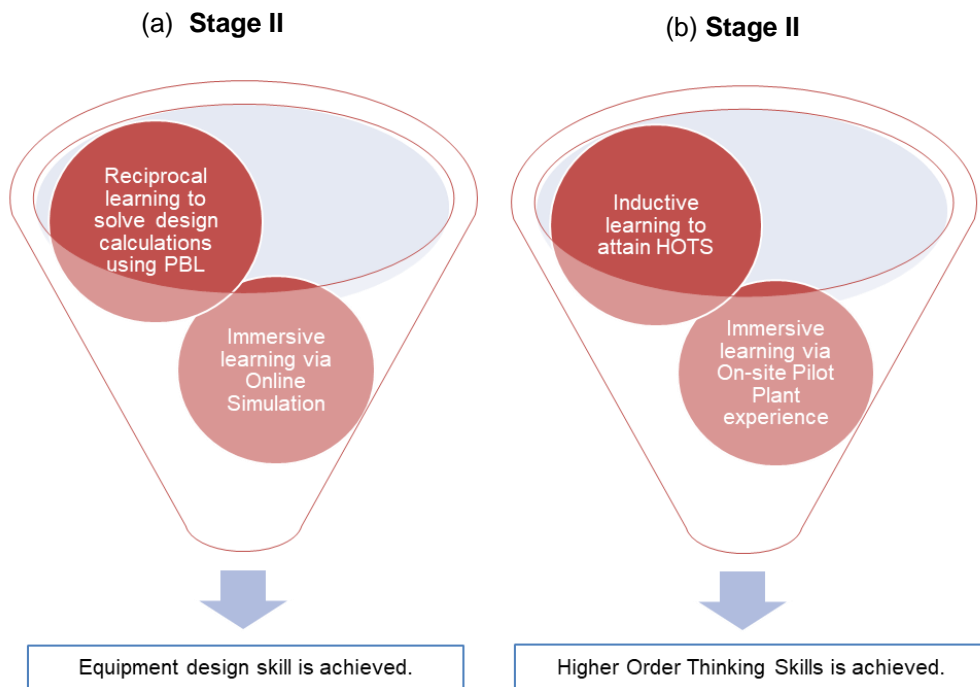 (a) Stage II
Reciprocal
learning to
solve design
calculations
using PBL
Immersive
learning via
Online
Simulation
Equipment design skill is achieved.
(b) Stage II
Inductive
learning to
attain HOTS
Immersive
learning via
On-site Pilot
Plant
experience
Higher Order Thinking Skills is achieved.